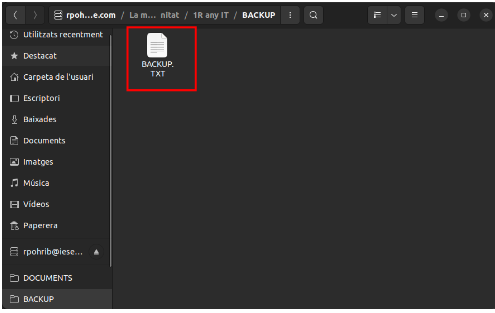 rpoh...e.com / La m... nitat / 1R any IT / BACKUP
Utilitzats recentment
Destacat
Carpeta de l'usuari
Escriptori
Baixades
Documents
Imatges
Música
Vídeos
Paperera
rpohrib@iese...
DOCUMENTS
BACKUP
BACKUP.
TXT